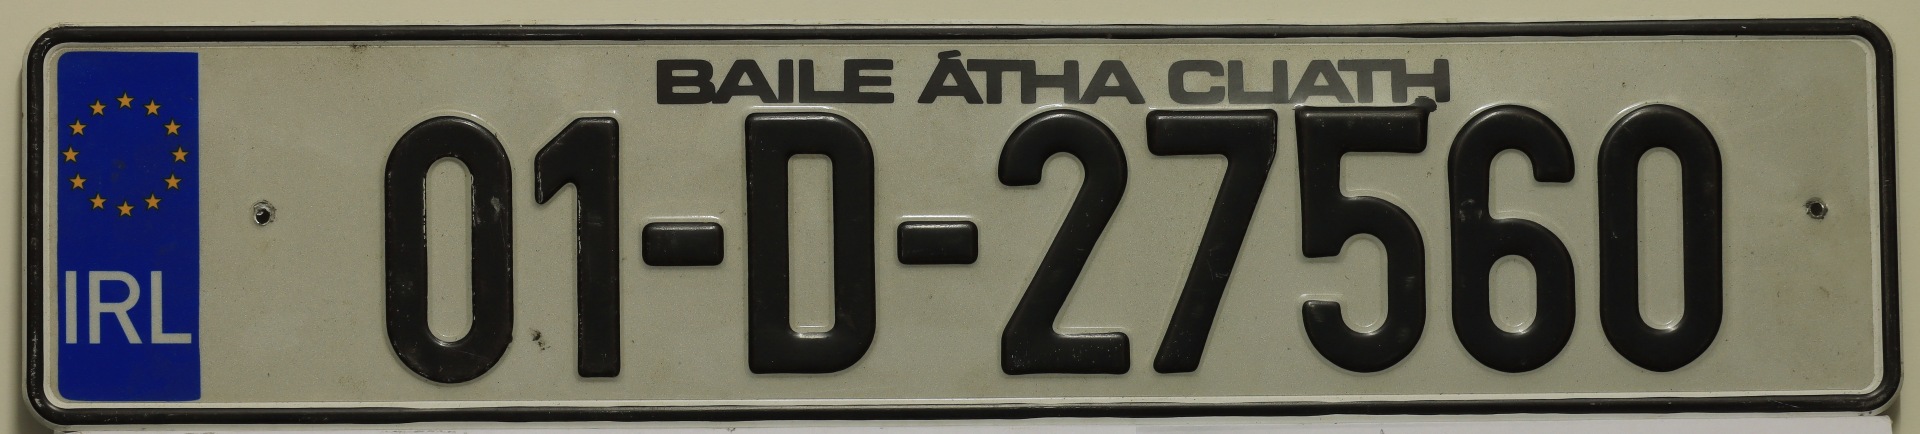 BAILE ÁTHA CLIATH
IRL
01-D-27560